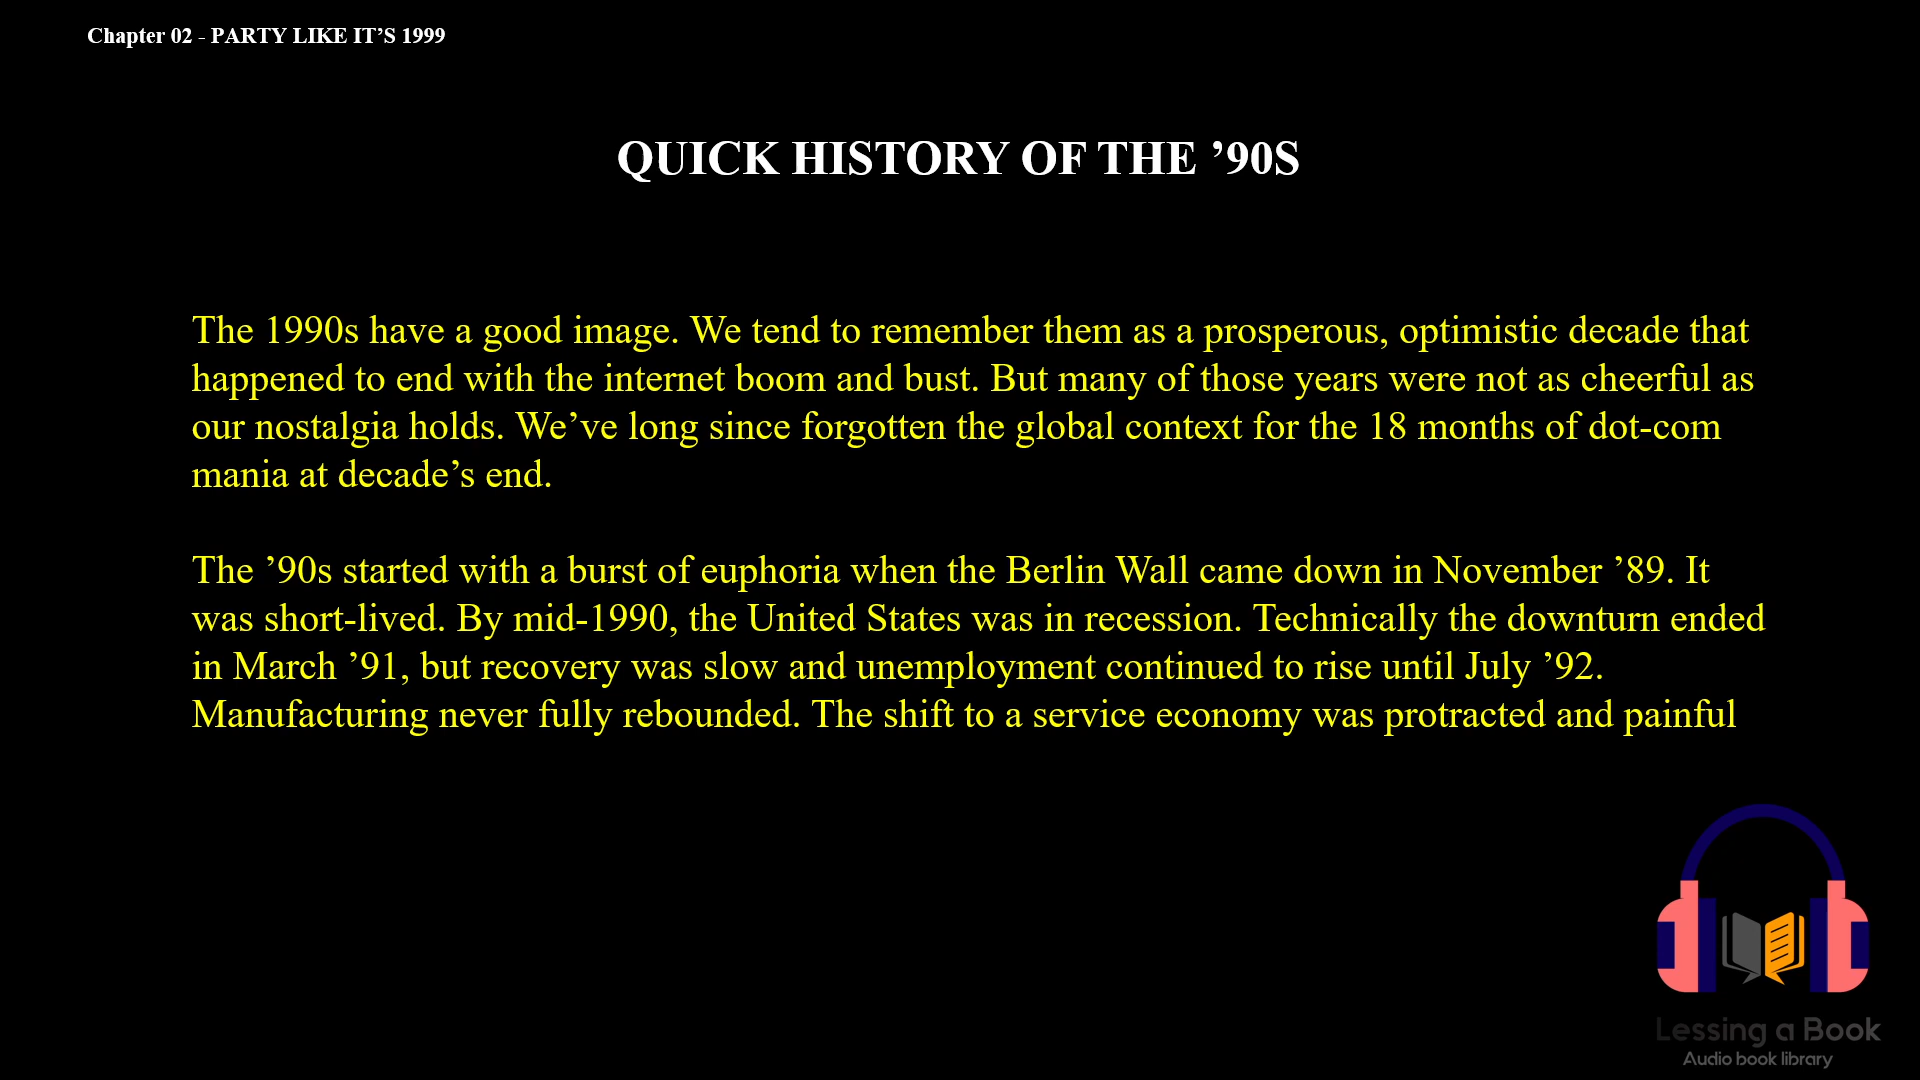 Chapter 02 - PARTY LIKE IT’S 1999
QUICK HISTORY OF THE ’90S
The 1990s have a good image. We tend to remember them as a prosperous, optimistic decade that
happened to end with the internet boom and bust. But many of those years were not as cheerful as
our nostalgia holds. We’ve long since forgotten the global context for the 18 months of dot-com
mania at decade’s end.
The ’90s started with a burst of euphoria when the Berlin Wall came down in November ’89. It
was short-lived. By mid-1990, the United States was in recession. Technically the downturn ended
in March ’91, but recovery was slow and unemployment continued to rise until July ’92.
Manufacturing never fully rebounded. The shift to a service economy was protracted and painful
Lessing a Book
Audio book library